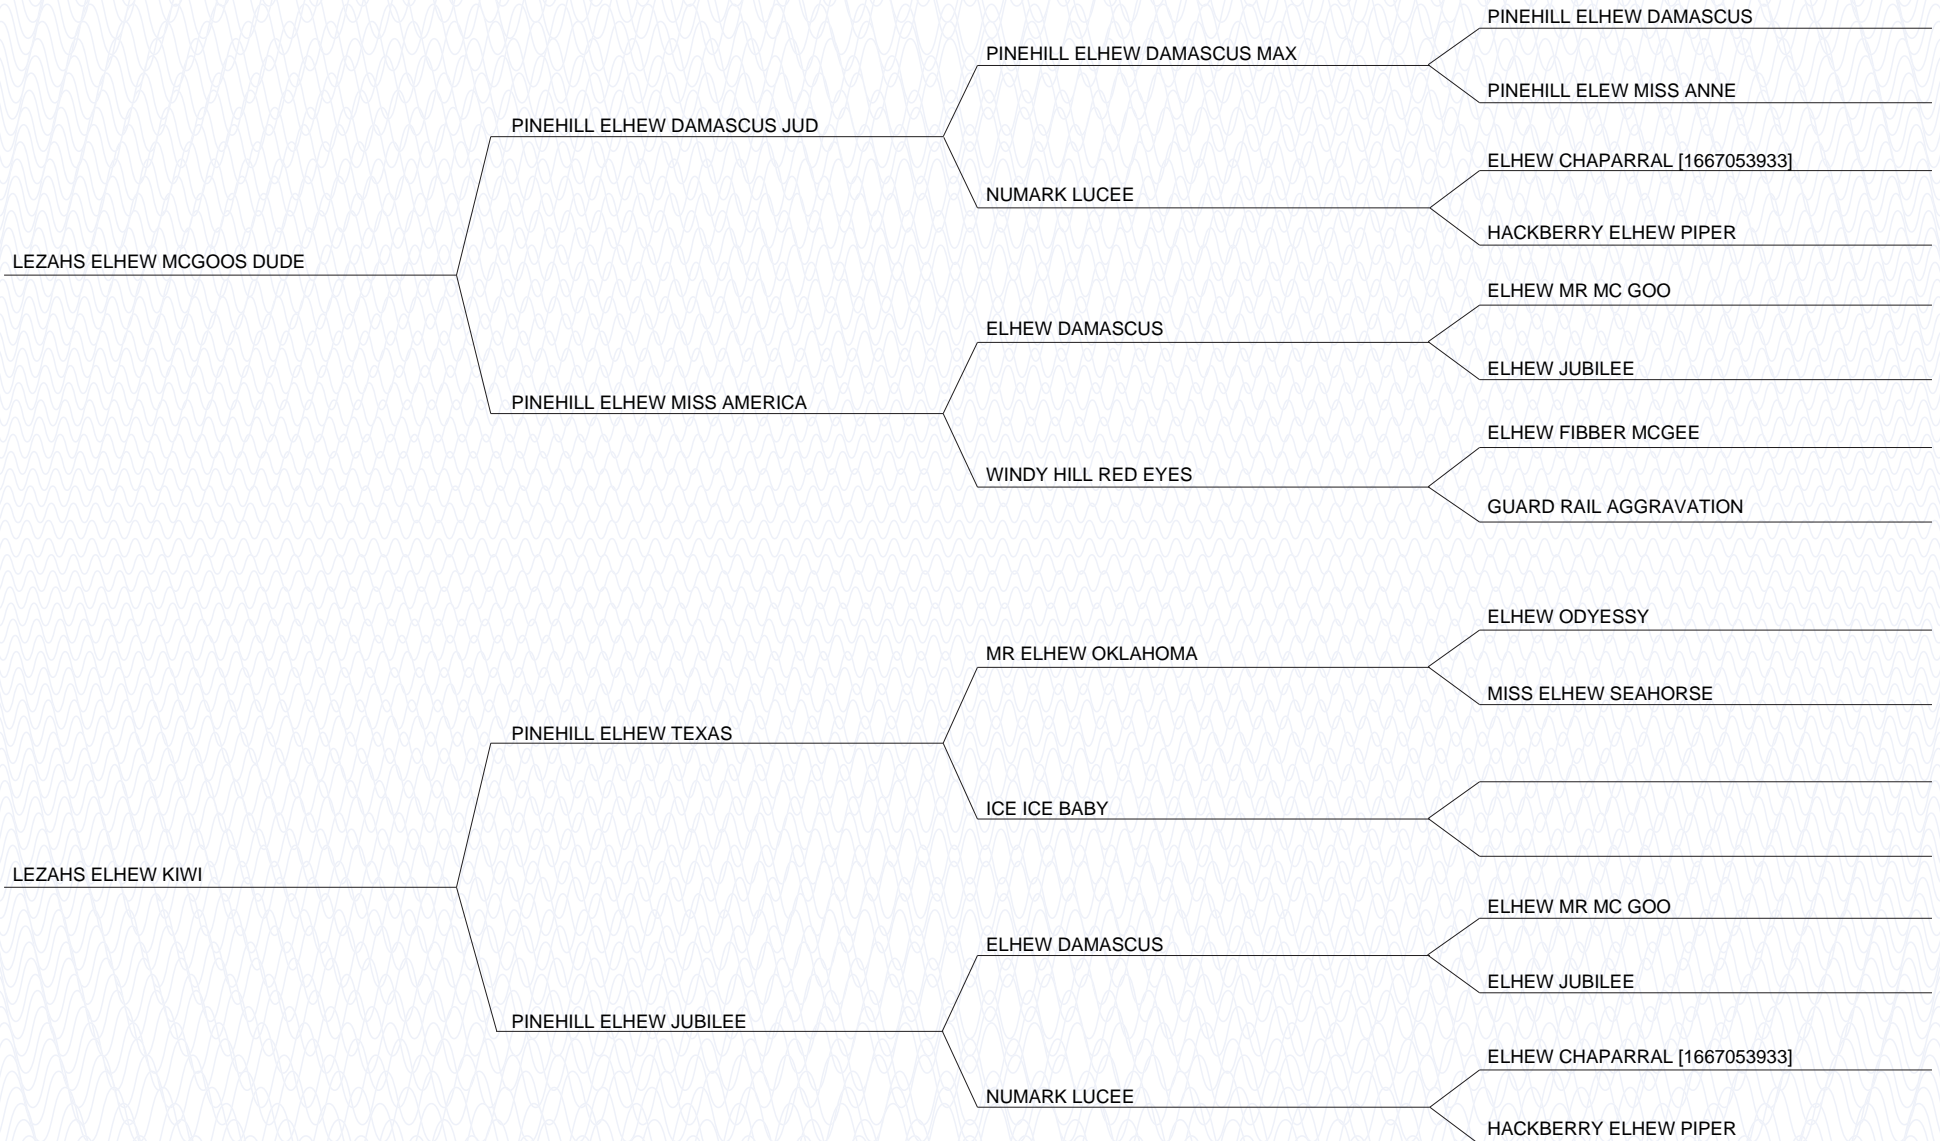 PINEHILL ELHEW DAMASCUS
PINEHILL ELHEW DAMASCUS MAX
PINEHILL ELEW MISS ANNE
PINEHILL ELHEW DAMASCUS JUD
ELHEW CHAPARRAL [1667053933]
NUMARK LUCEE
HACKBERRY ELHEW PIPER
LEZAHS ELHEW MCGOOS DUDE
ELHEW MR MC GOO
ELHEW DAMASCUS
ELHEW JUBILEE
PINEHILL ELHEW MISS AMERICA
ELHEW FIBBER MCGEE
WINDY HILL RED EYES
GUARD RAIL AGGRAVATION
ELHEW ODYESSY
MR ELHEW OKLAHOMA
MISS ELHEW SEAHORSE
PINEHILL ELHEW TEXAS
ICE ICE BABY
LEZAHS ELHEW KIWI
ELHEW MR MC GOO
ELHEW DAMASCUS
ELHEW JUBILEE
PINEHILL ELHEW JUBILEE
ELHEW CHAPARRAL [1667053933]
NUMARK LUCEE
HACKBERRY ELHEW PIPER